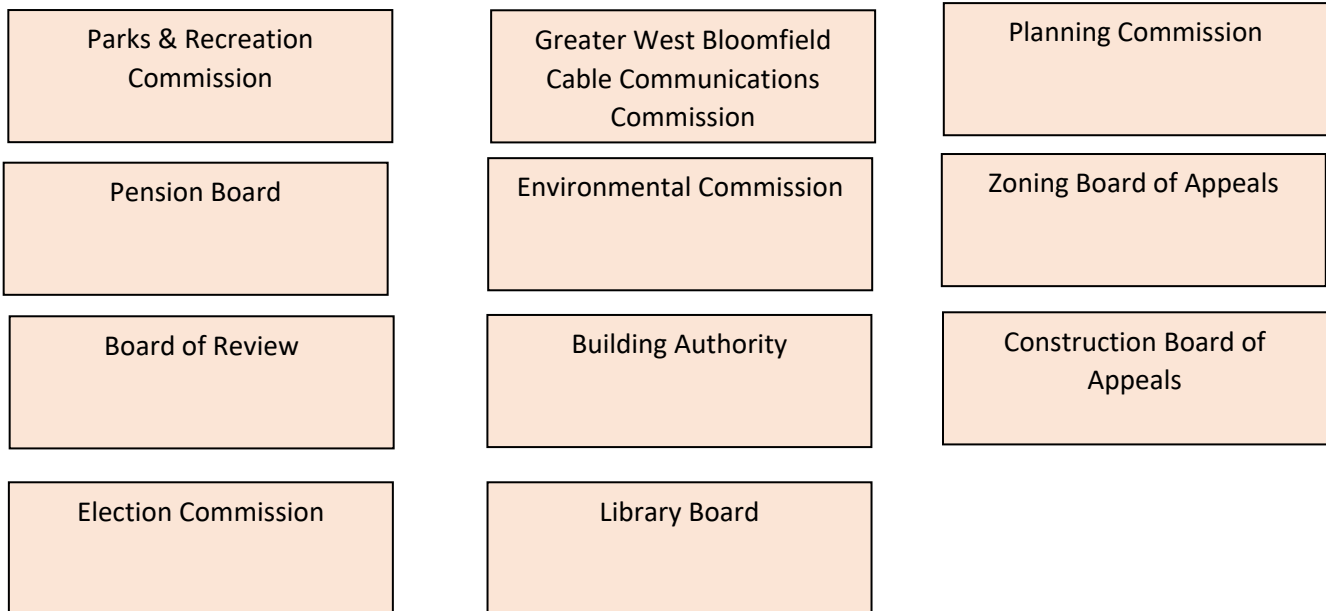 Parks & Recreation
Commission
Greater West Bloomfield
Cable Communications
Commission
Planning Commission
Pension Board
Environmental Commission
Zoning Board of Appeals
Board of Review
Building Authority
Construction Board of
Appeals
Election Commission
Library Board